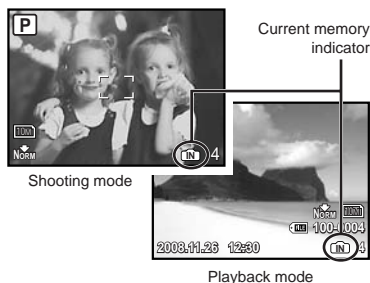 P
Current memory
indicator
10M
NORM
IN 4
Shooting mode
NORM 10M
100-0004
2008.11.26 12:30 IN 4
Playback mode